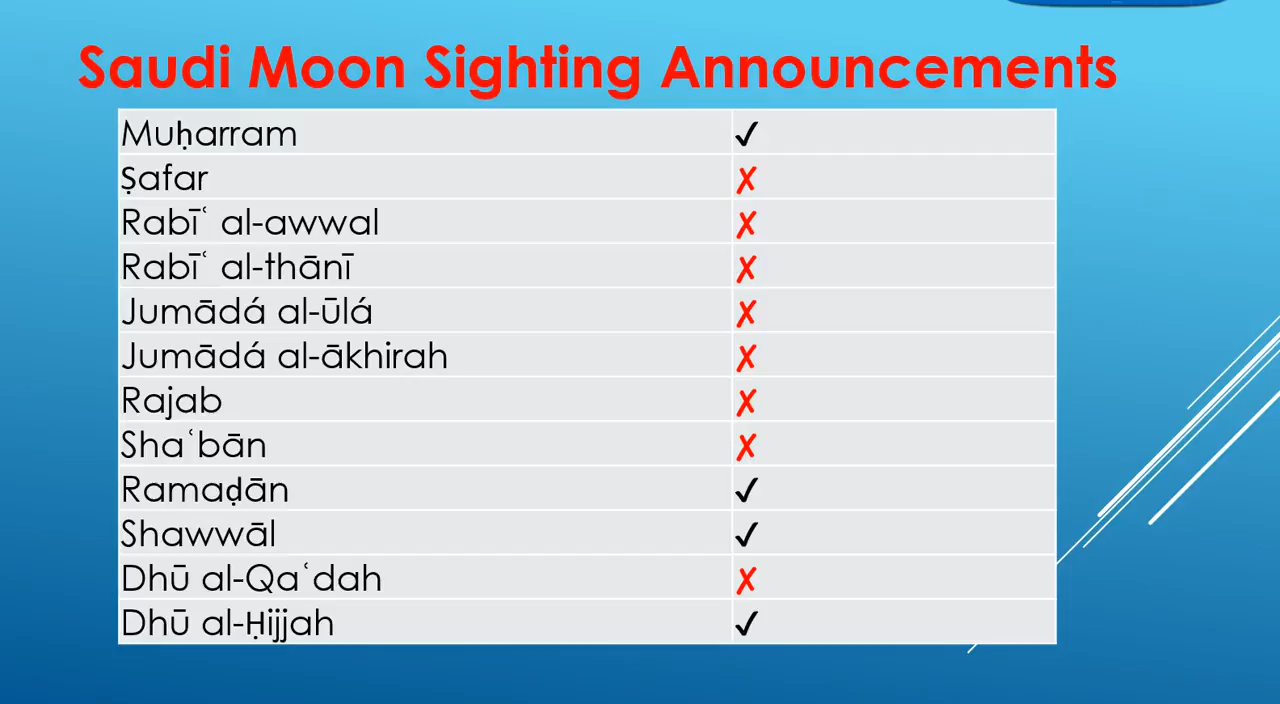 Saudi Moon Sighting Announcements
Muḥarram ✓
Ṣafar ✗
Rabīʿ al-awwal ✗
Rabīʿ al-thānī ✗
Jumādá al-ūlá ✗
Jumādá al-ākhirah ✗
Rajab ✗
Shaʿbān ✗
Ramaḍān ✓
Shawwāl ✓
Dhū al-Qaʿdah ✗
Dhū al-Ḥijjah ✓